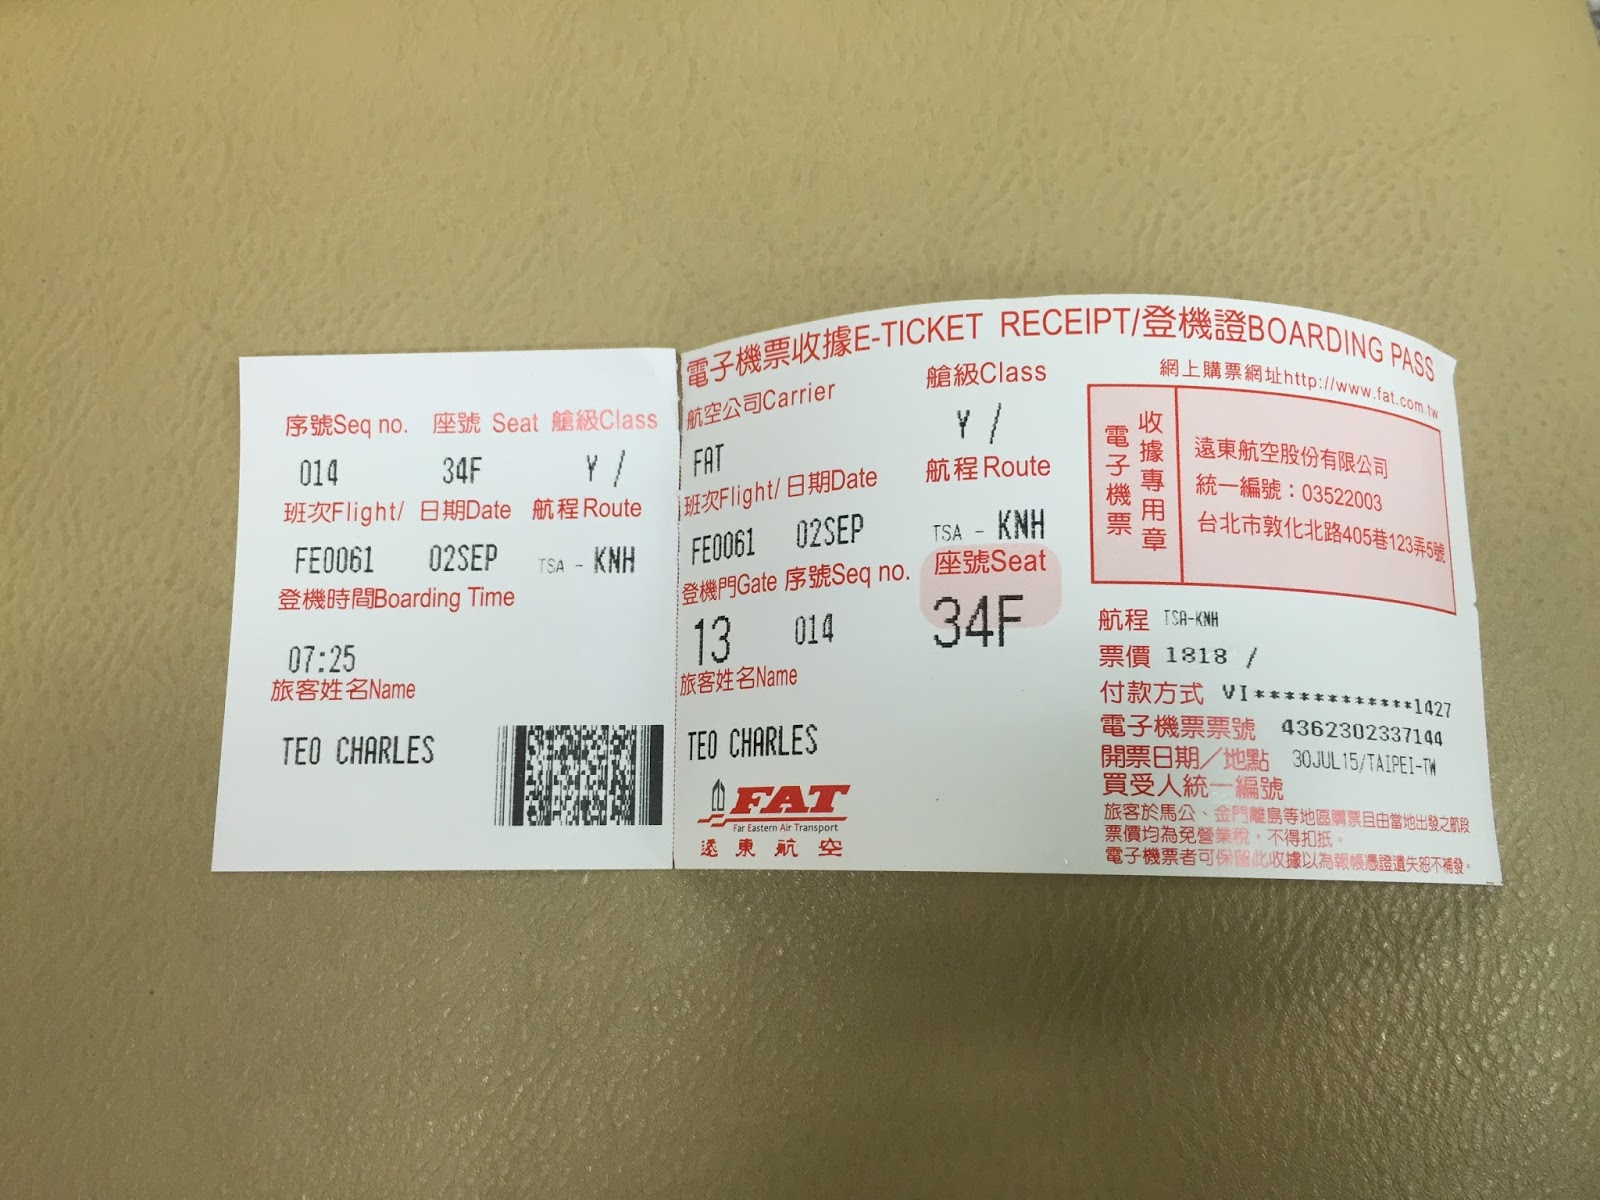 序號Seq no. 座號 Seat 艙級Class
014 34F Y /
班次Flight/ 日期Date 航程Route
FE0061 02SEP TSA - KNH
登機時間Boarding Time
07:25
旅客姓名Name
TEO CHARLES
電子機票收據E-TICKET RECEIPT/登機證BOARDING PASS
航空公司Carrier 艙級Class
FAT Y /
班次Flight/ 日期Date 航程Route
FE0061 02SEP TSA - KNH
登機門Gate 序號Seq no. 座號Seat
13 014 34F
旅客姓名Name
TEO CHARLES
FAT
Far Eastern Air Transport
遠東航空
網上購票網址http://www.fat.com.tw
電子機票
收據專用章
遠東航空股份有限公司
統一編號：03522003
台北市敦化北路405巷123弄5號
航程 TSA-KNH
票價 1818 /
付款方式 VI************1427
電子機票票號 4362302337144
開票日期／地點 30JUL15/TAIPEI-TW
買受人統一編號
旅客於馬公、金門離島等地區購票且由當地出發之航段
票價均為免營業稅，不得扣抵。
電子機票者可保留此收據以為報帳憑證遺失恕不補發。